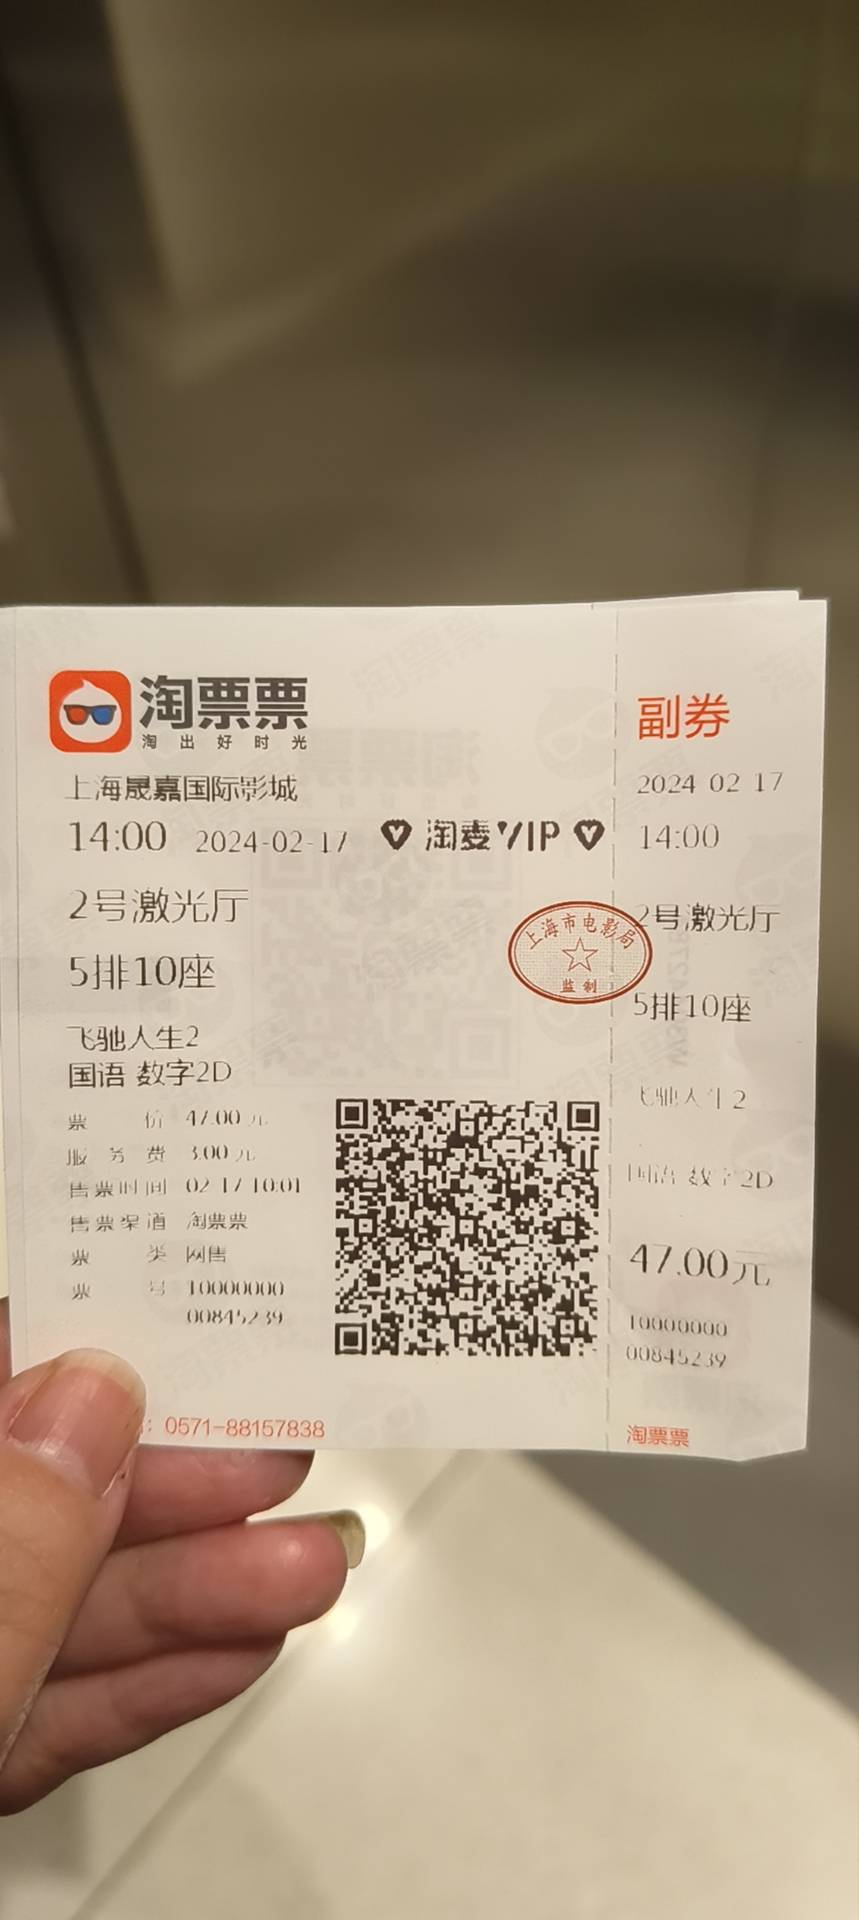 淘票票
淘出好时光
上海晟嘉国际影城
14:00 2024-02-17 淘麦VIP
2号激光厅
5排10座
飞驰人生2
国语 数字2D
票价 47.00元
服务费 3.00元
售票时间 02-17 10:01
售票渠道 淘票票
票类 网售
票号 10000000
00845239
: 0571-88157838
上海市电影局
监制
副券
2024-02-17
14:00
2号激光厅
5排10座
飞驰人生2
国语 数字2D
47.00元
10000000
00845239
淘票票